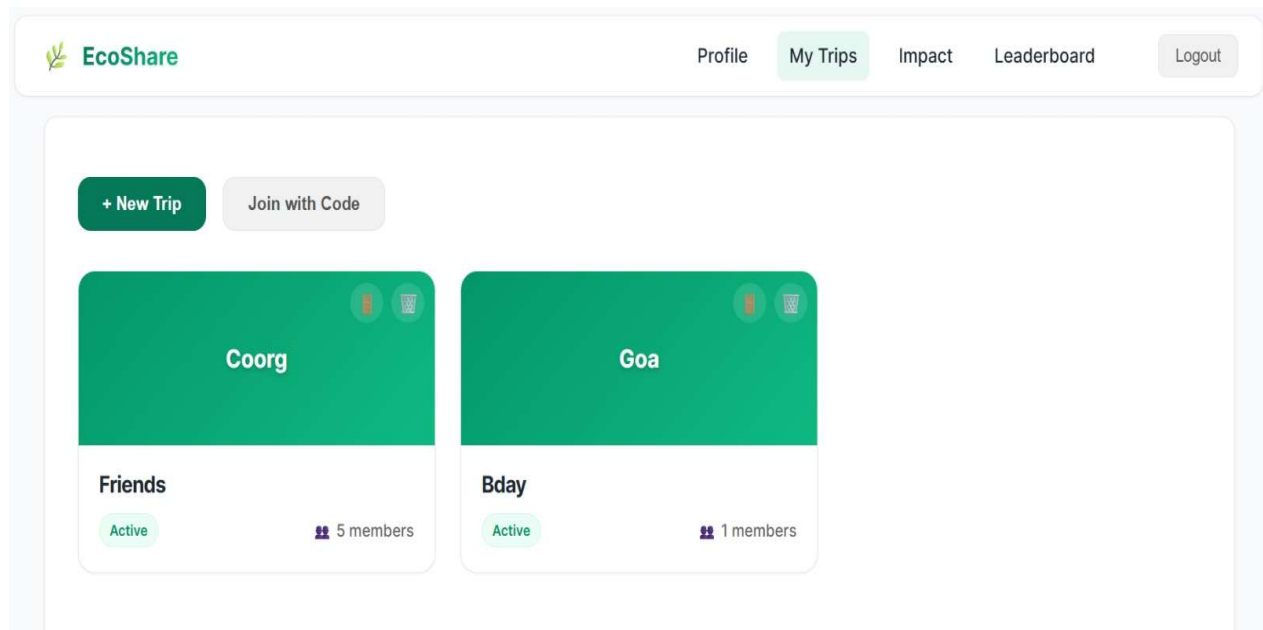 EcoShare
Profile
My Trips
Impact
Leaderboard
Logout
+ New Trip
Join with Code
Coorg
Goa
Friends
Active
5 members
Bday
Active
1 members